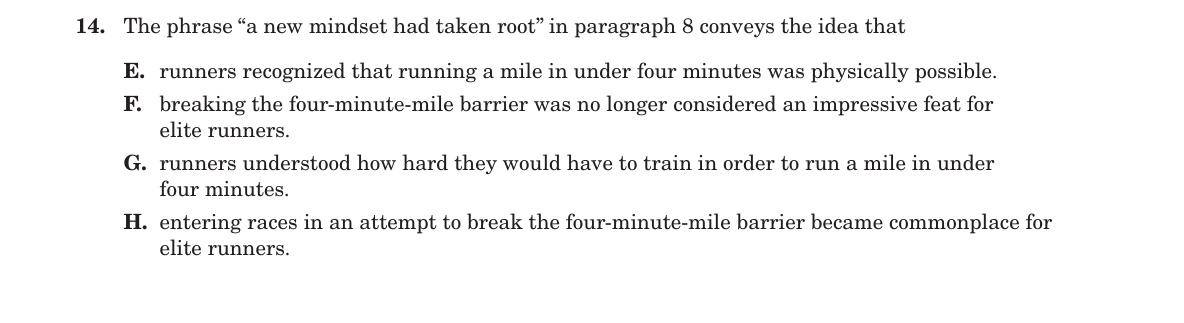 14. The phrase “a new mindset had taken root” in paragraph 8 conveys the idea that
E. runners recognized that running a mile in under four minutes was physically possible.
F. breaking the four-minute-mile barrier was no longer considered an impressive feat for
elite runners.
G. runners understood how hard they would have to train in order to run a mile in under
four minutes.
H. entering races in an attempt to break the four-minute-mile barrier became commonplace for
elite runners.